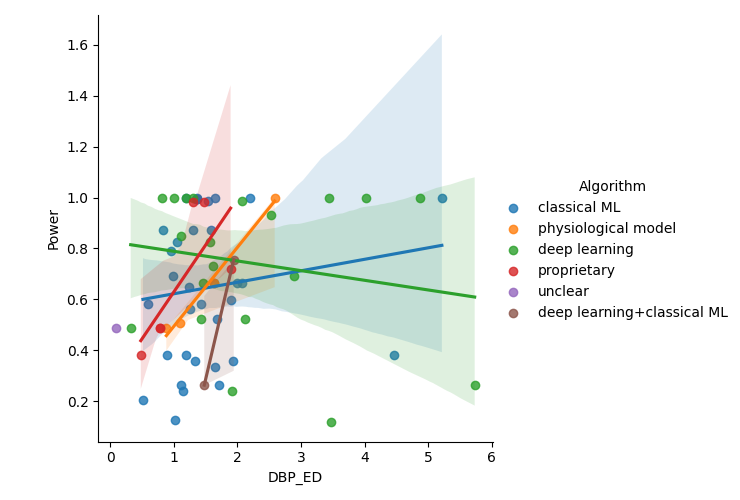 1.6
1.4
1.2
1.0
0.8
0.6
0.4
0.2
Power
0 1 2 3 4 5 6
DBP_ED
Algorithm
classical ML
physiological model
deep learning
proprietary
unclear
deep learning+classical ML